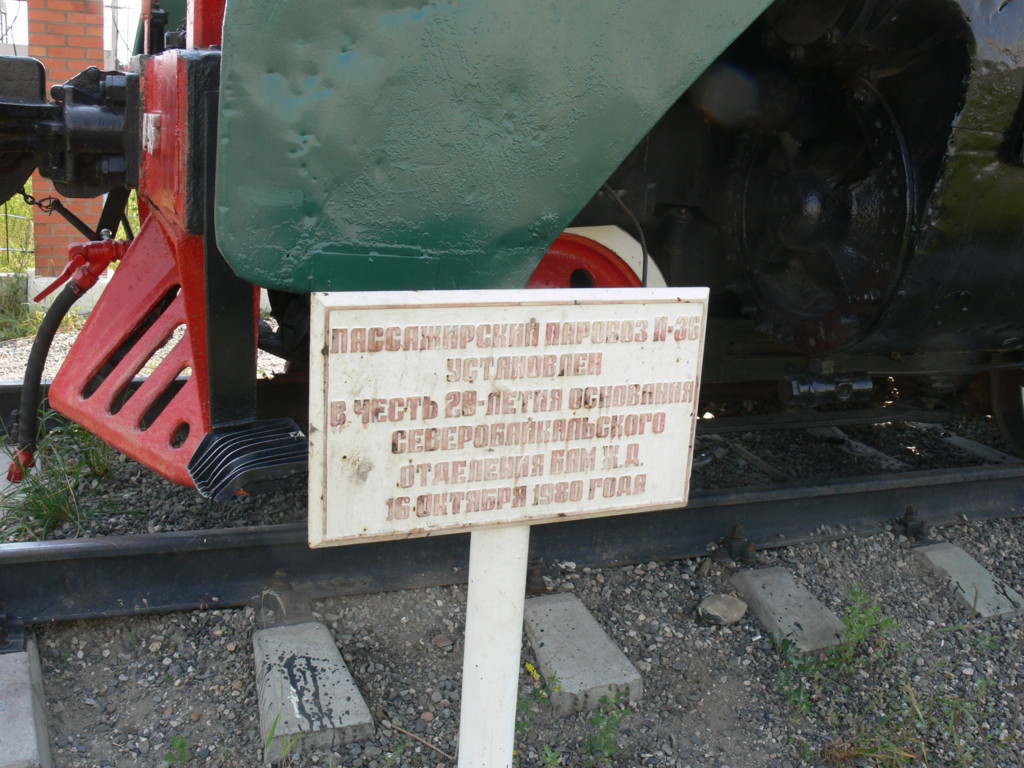 ПАССАЖИРСКИЙ ПАРОВОЗ П-36
УСТАНОВЛЕН
В ЧЕСТЬ 20-ЛЕТИЯ ОСНОВАНИЯ
СЕВЕРОБАЙКАЛЬСКОГО
ОТДЕЛЕНИЯ БАМ Ж.Д.
16 ОКТЯБРЯ 1980 ГОДА